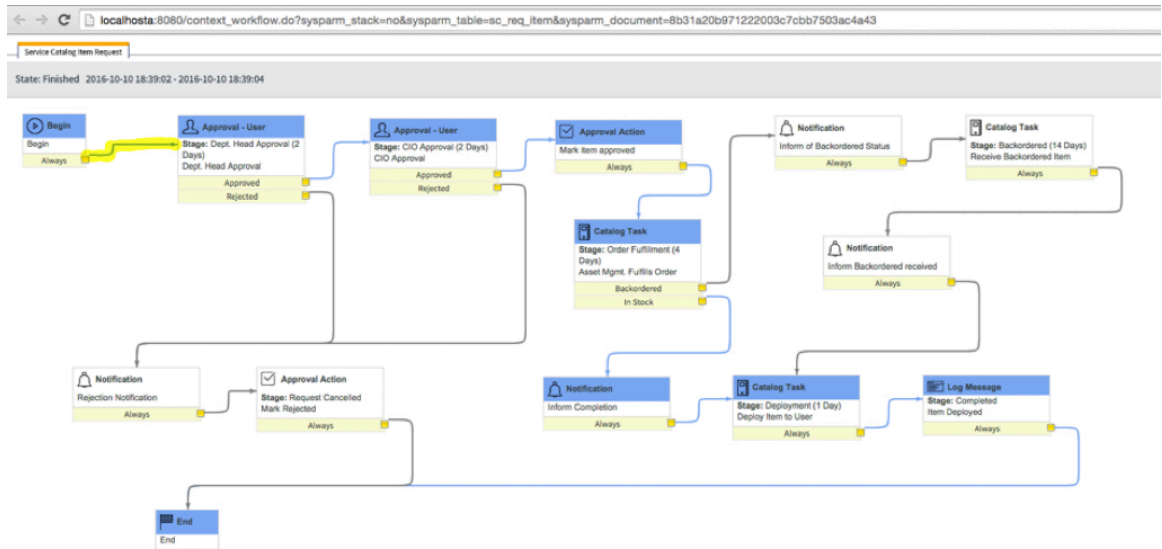 localhosta:8080/context_workflow.do?sysparm_stack=no&sysparm_table=sc_req_item&sysparm_document=8b31a20b971222003c7cbb7503ac4a43
Service Catalog Item Request
State: Finished 2016-10-10 18:39:02 - 2016-10-10 18:39:04
Begin
Begin
Always
Approval - User
Stage: Dept. Head Approval (2
Days)
Dept. Head Approval
Approved
Rejected
Approval - User
Stage: CIO Approval (2 Days)
CIO Approval
Approved
Rejected
Approval Action
Mark item approved
Always
Notification
Inform of Backordered Status
Always
Catalog Task
Stage: Backordered (14 Days)
Receive Backordered Item
Always
Catalog Task
Stage: Order Fulfillment (4
Days)
Asset Mgmt. Fulfills Order
Backordered
In Stock
Notification
Inform Backordered received
Always
Notification
Rejection Notification
Always
Approval Action
Stage: Request Cancelled
Mark Rejected
Always
Notification
Inform Completion
Always
Catalog Task
Stage: Deployment (1 Day)
Deploy Item to User
Always
Log Message
Stage: Completed
Item Deployed
Always
End
End